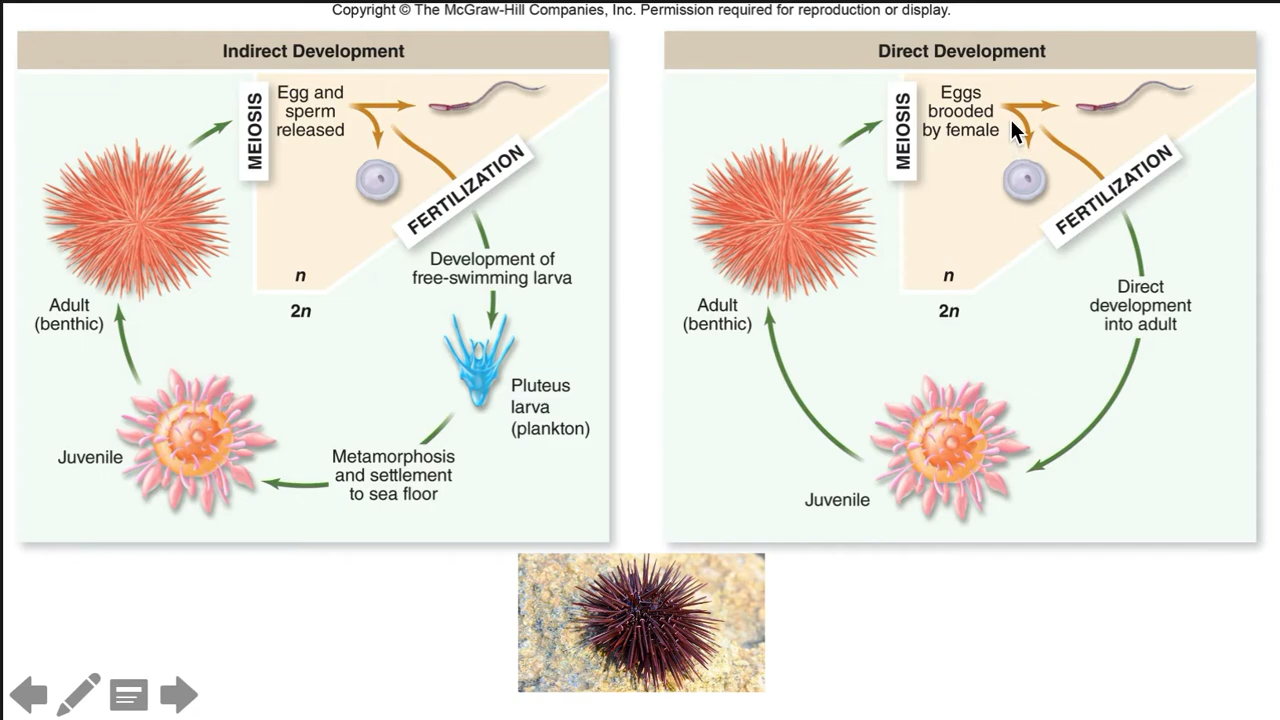 Copyright © The McGraw-Hill Companies, Inc. Permission required for reproduction or display.
Indirect Development
MEIOSIS
Egg and
sperm
released
FERTILIZATION
Development of
free-swimming larva
n
2n
Adult
(benthic)
Pluteus
larva
(plankton)
Juvenile
Metamorphosis
and settlement
to sea floor
Direct Development
MEIOSIS
Eggs
brooded
by female
FERTILIZATION
n
2n
Adult
(benthic)
Direct
development
into adult
Juvenile